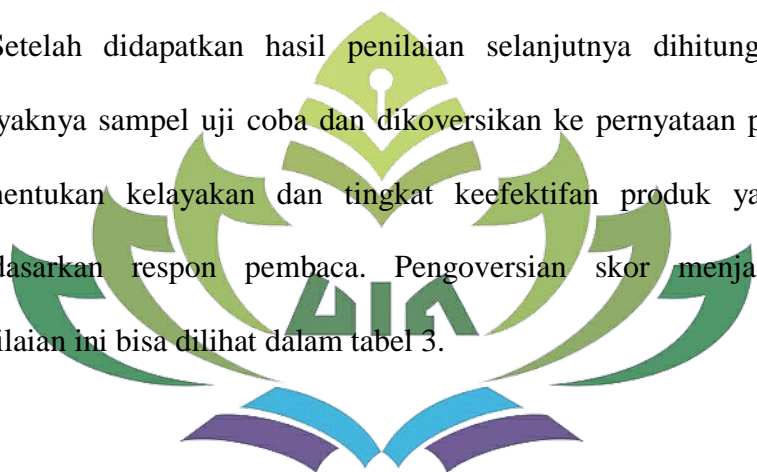 Setelah didapatkan hasil penilaian selanjutnya dihitung
yaknya sampel uji coba dan dikoversikan ke pernyataan p
nentukan kelayakan dan tingkat keefektifan produk ya
dasarkan respon pembaca. Pengoversian skor menja
ilaian ini bisa dilihat dalam tabel 3.
UIA